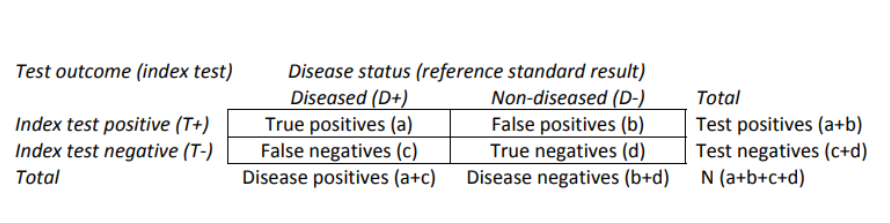 Test outcome (index test) Disease status (reference standard result)
Diseased (D+) Non-diseased (D-) Total
Index test positive (T+) True positives (a) False positives (b) Test positives (a+b)
Index test negative (T-) False negatives (c) True negatives (d) Test negatives (c+d)
Total Disease positives (a+c) Disease negatives (b+d) N (a+b+c+d)